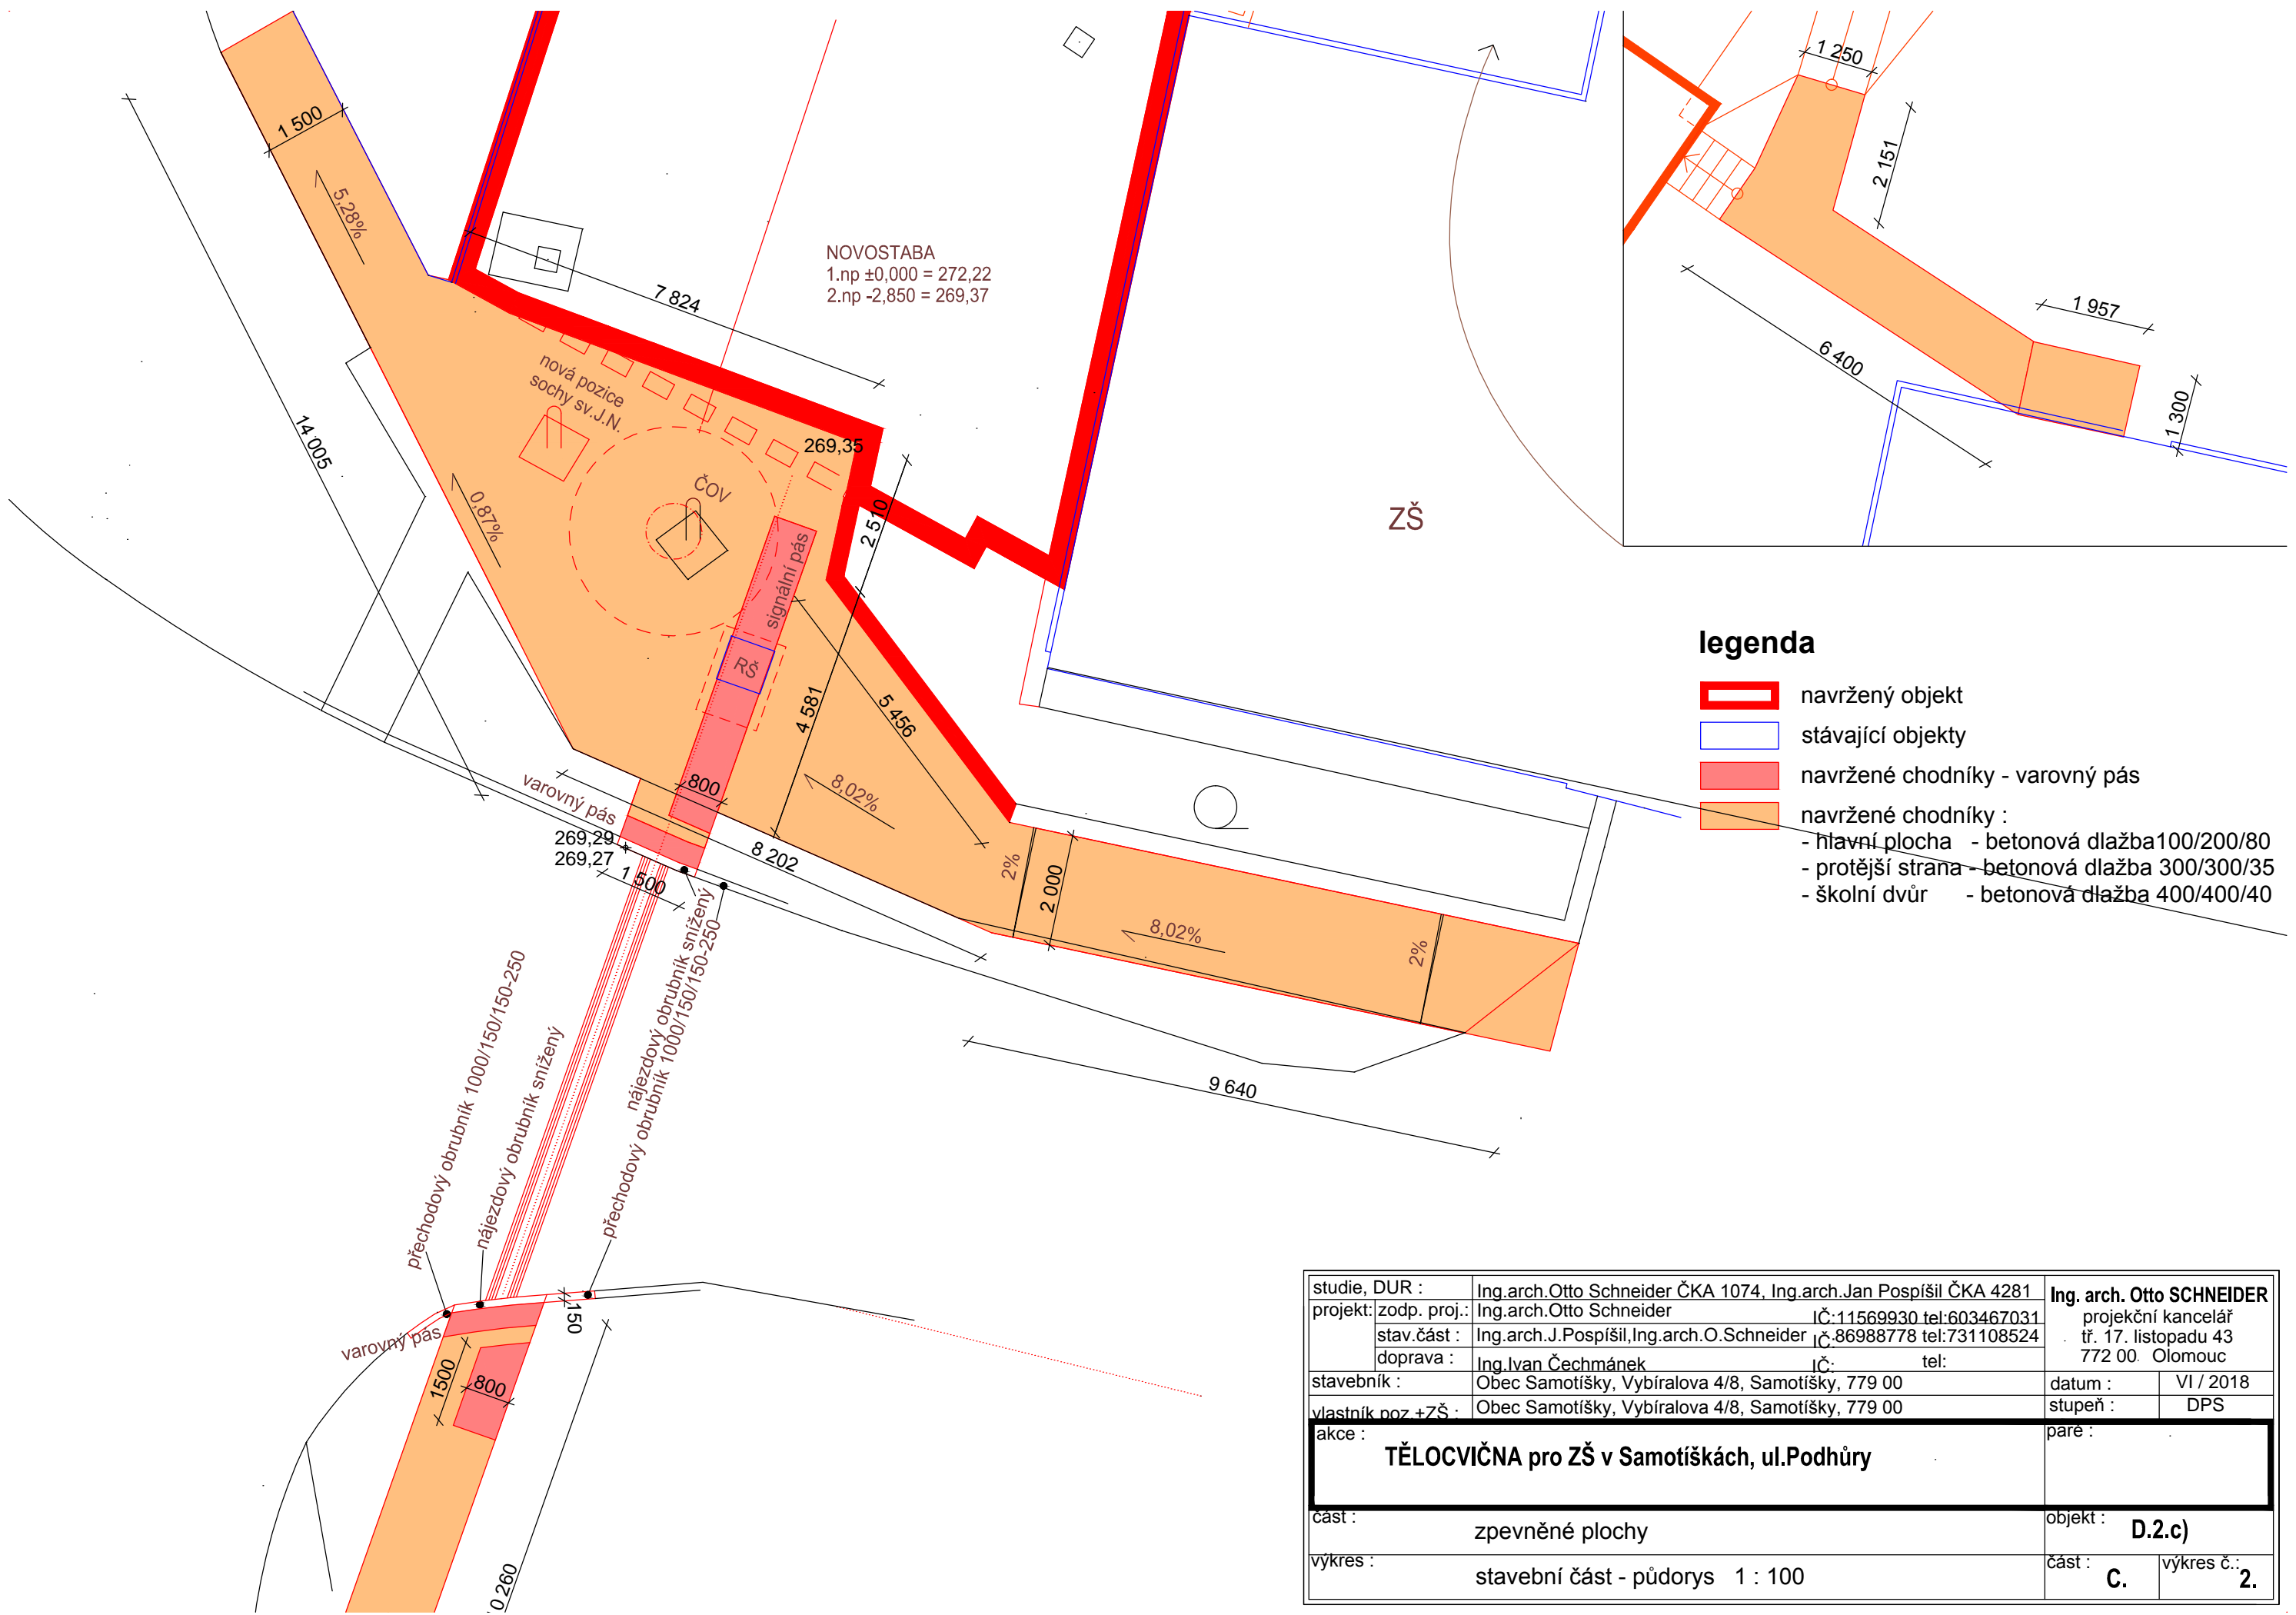 1 500
5,28%
14 005
0,87%
7 824
NOVOSTABA
1.np ±0,000 = 272,22
2.np -2,850 = 269,37
nová pozice
sochy sv.J.N.
ČOV
269,35
2 510
signální pás
RŠ
4 581
5 456
800
8,02%
varovný pás
269,29
269,27
1 500
8 202
2%
2 000
8,02%
2%
9 640
přechodový obrubník 1000/150/150-250
nájezdový obrubník snížený
nájezdový obrubník snížený
přechodový obrubník 1000/150/150-250
varovný pás
150
1500
800
ZŠ
1 250
2 151
6 400
1 957
1 300
legenda
navržený objekt
stávající objekty
navržené chodníky - varovný pás
navržené chodníky :
- hlavní plocha - betonová dlažba100/200/80
- protější strana - betonová dlažba 300/300/35
- školní dvůr - betonová dlažba 400/400/40
studie, DUR : Ing.arch.Otto Schneider ČKA 1074, Ing.arch.Jan Pospíšil ČKA 4281
projekt: zodp. proj.: Ing.arch.Otto Schneider IČ:11569930 tel:603467031
stav.část : Ing.arch.J.Pospíšil,Ing.arch.O.Schneider IČ:86988778 tel:731108524
doprava : Ing.Ivan Čechmánek IČ: tel:
Ing. arch. Otto SCHNEIDER
projekční kancelář
tř. 17. listopadu 43
772 00 Olomouc
stavebník : Obec Samotíšky, Vybíralova 4/8, Samotíšky, 779 00
datum : VI / 2018
vlastník poz.+ZŠ : Obec Samotíšky, Vybíralova 4/8, Samotíšky, 779 00
stupeň : DPS
akce :
TĚLOCVIČNA pro ZŠ v Samotíškách, ul.Podhůry
paré :
část : zpevněné plochy
objekt : D.2.c)
výkres : stavební část - půdorys 1 : 100
část : C.
výkres č.: 2.